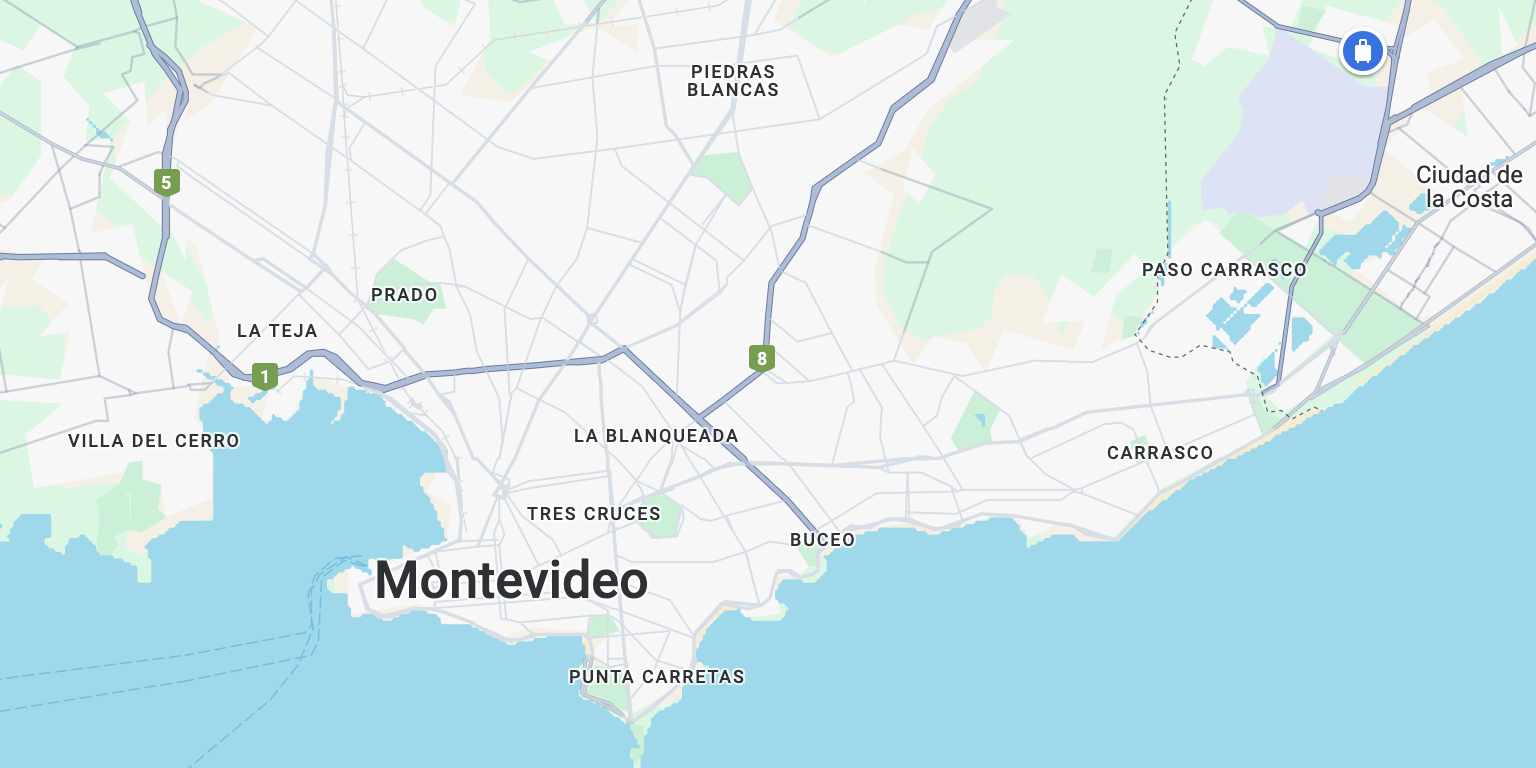 PIEDRAS
BLANCAS
5
Ciudad de
la Costa
PASO CARRASCO
PRADO
LA TEJA
8
1
VILLA DEL CERRO
LA BLANQUEADA
CARRASCO
TRES CRUCES
BUCEO
Montevideo
PUNTA CARRETAS